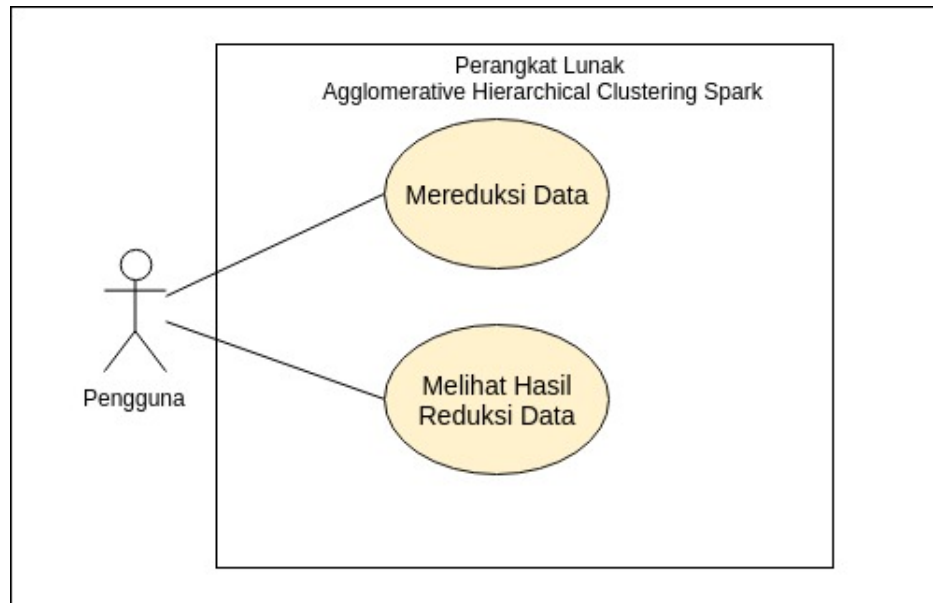 Perangkat Lunak
Agglomerative Hierarchical Clustering Spark
Mereduksi Data
Pengguna
Melihat Hasil
Reduksi Data